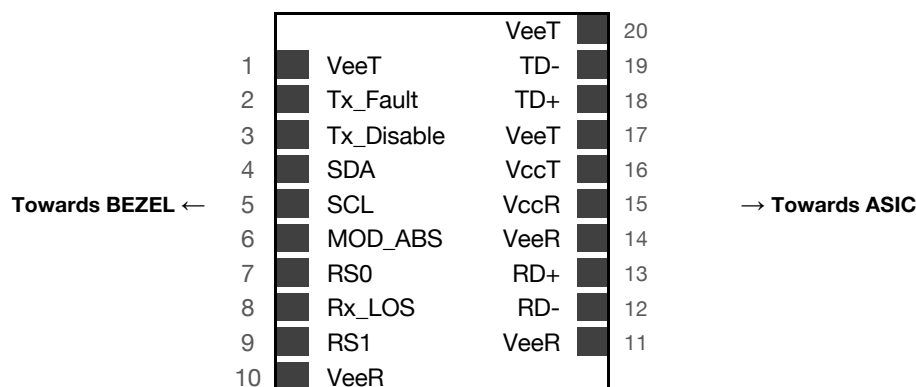 VeeT 20
1 VeeT TD- 19
2 Tx_Fault TD+ 18
3 Tx_Disable VeeT 17
4 SDA VccT 16
Towards BEZEL ← 5 SCL VccR 15 → Towards ASIC
6 MOD_ABS VeeR 14
7 RS0 RD+ 13
8 Rx_LOS RD- 12
9 RS1 VeeR 11
10 VeeR